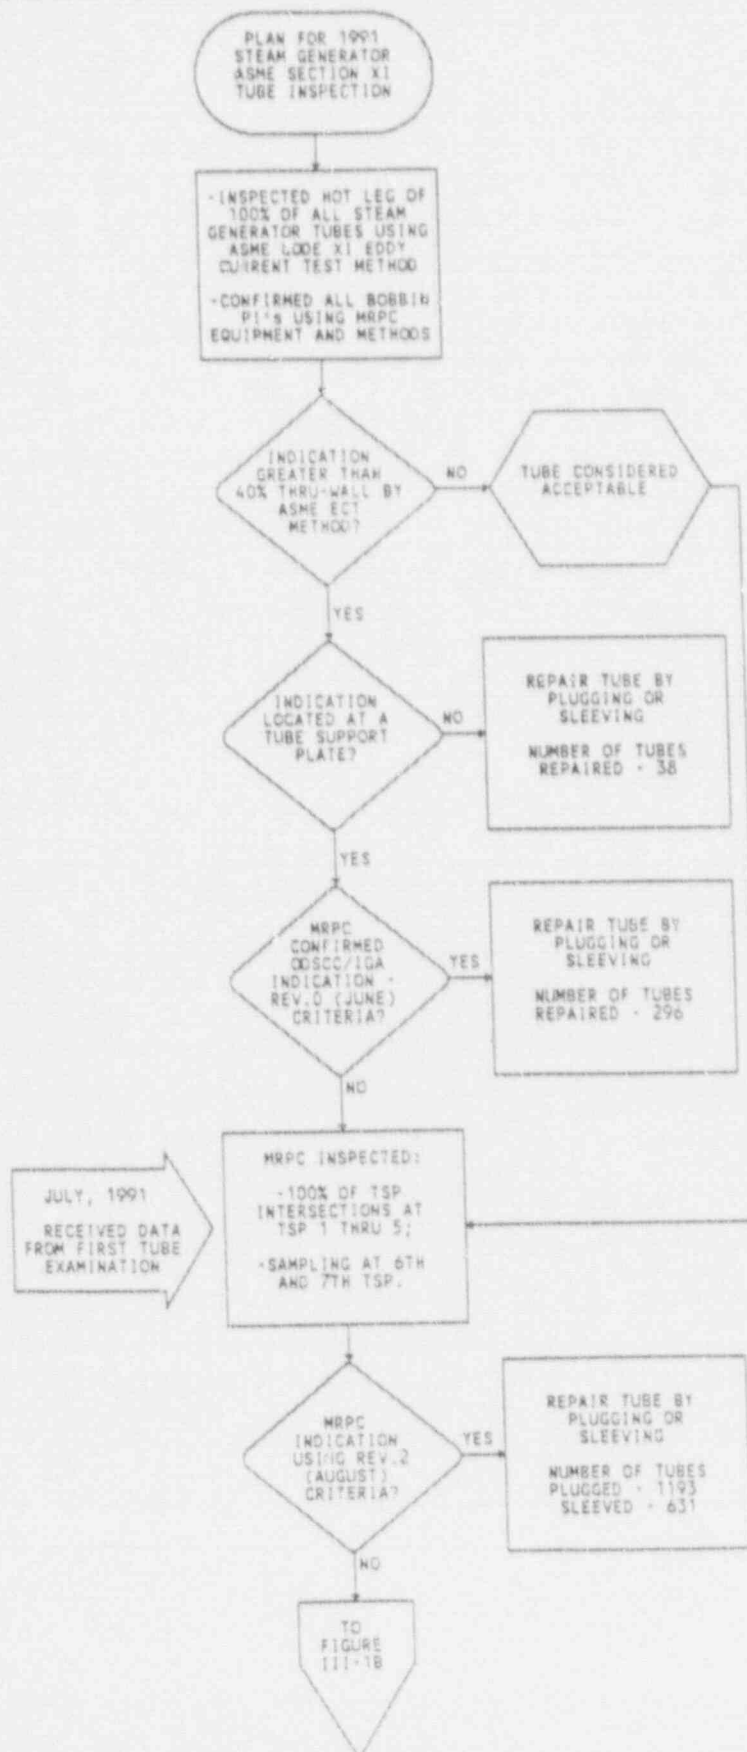 PLAN FOR 1991
STEAM GENERATOR
ASME SECTION XI
TUBE INSPECTION
-INSPECTED HOT LEG OF
100% OF ALL STEAM
GENERATOR TUBES USING
ASME CODE XI EDDY
CURRENT TEST METHOD
-CONFIRMED ALL BOBBIN
PI's USING MRPC
EQUIPMENT AND METHODS
INDICATION
GREATER THAN
40% THRU-WALL BY
ASME ECT
METHOD?
NO
TUBE CONSIDERED
ACCEPTABLE
YES
INDICATION
LOCATED AT A
TUBE SUPPORT
PLATE?
NO
REPAIR TUBE BY
PLUGGING OR
SLEEVING
NUMBER OF TUBES
REPAIRED - 38
YES
MRPC
CONFIRMED
ODSCC/IGA
INDICATION -
REV.0 (JUNE)
CRITERIA?
YES
REPAIR TUBE BY
PLUGGING OR
SLEEVING
NUMBER OF TUBES
REPAIRED - 296
NO
JULY, 1991
RECEIVED DATA
FROM FIRST TUBE
EXAMINATION
MRPC INSPECTED:
-100% OF TSP
INTERSECTIONS AT
TSP 1 THRU 5;
-SAMPLING AT 6TH
AND 7TH TSP.
MRPC
INDICATION
USING REV.2
(AUGUST)
CRITERIA?
YES
REPAIR TUBE BY
PLUGGING OR
SLEEVING
NUMBER OF TUBES
PLUGGED - 1193
SLEEVED - 631
NO
TO
FIGURE
III-1B